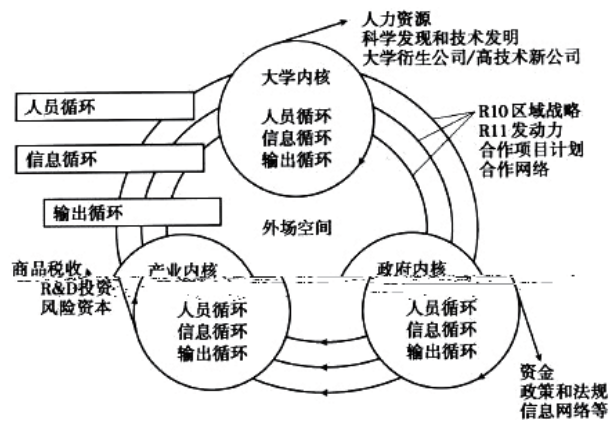 人力资源
科学发现和技术发明
大学衍生公司/高技术新公司
大学内核
人员循环
信息循环
输出循环
人员循环
信息循环
输出循环
R10区域战略
R11发动力
合作项目计划
合作网络
外场空间
商品税收
R&D投资
风险资本
产业内核
人员循环
信息循环
输出循环
政府内核
人员循环
信息循环
输出循环
资金
政策和法规
信息网络等